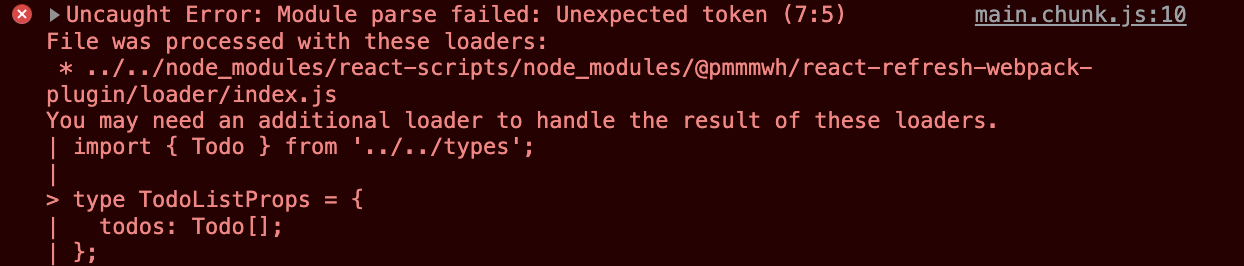 Uncaught Error: Module parse failed: Unexpected token (7:5) main.chunk.js:10
File was processed with these loaders:
 * ../../node_modules/react-scripts/node_modules/@pmmmwh/react-refresh-webpack-
plugin/loader/index.js
You may need an additional loader to handle the result of these loaders.
| import { Todo } from '../../types';
|
> type TodoListProps = {
|   todos: Todo[];
| };